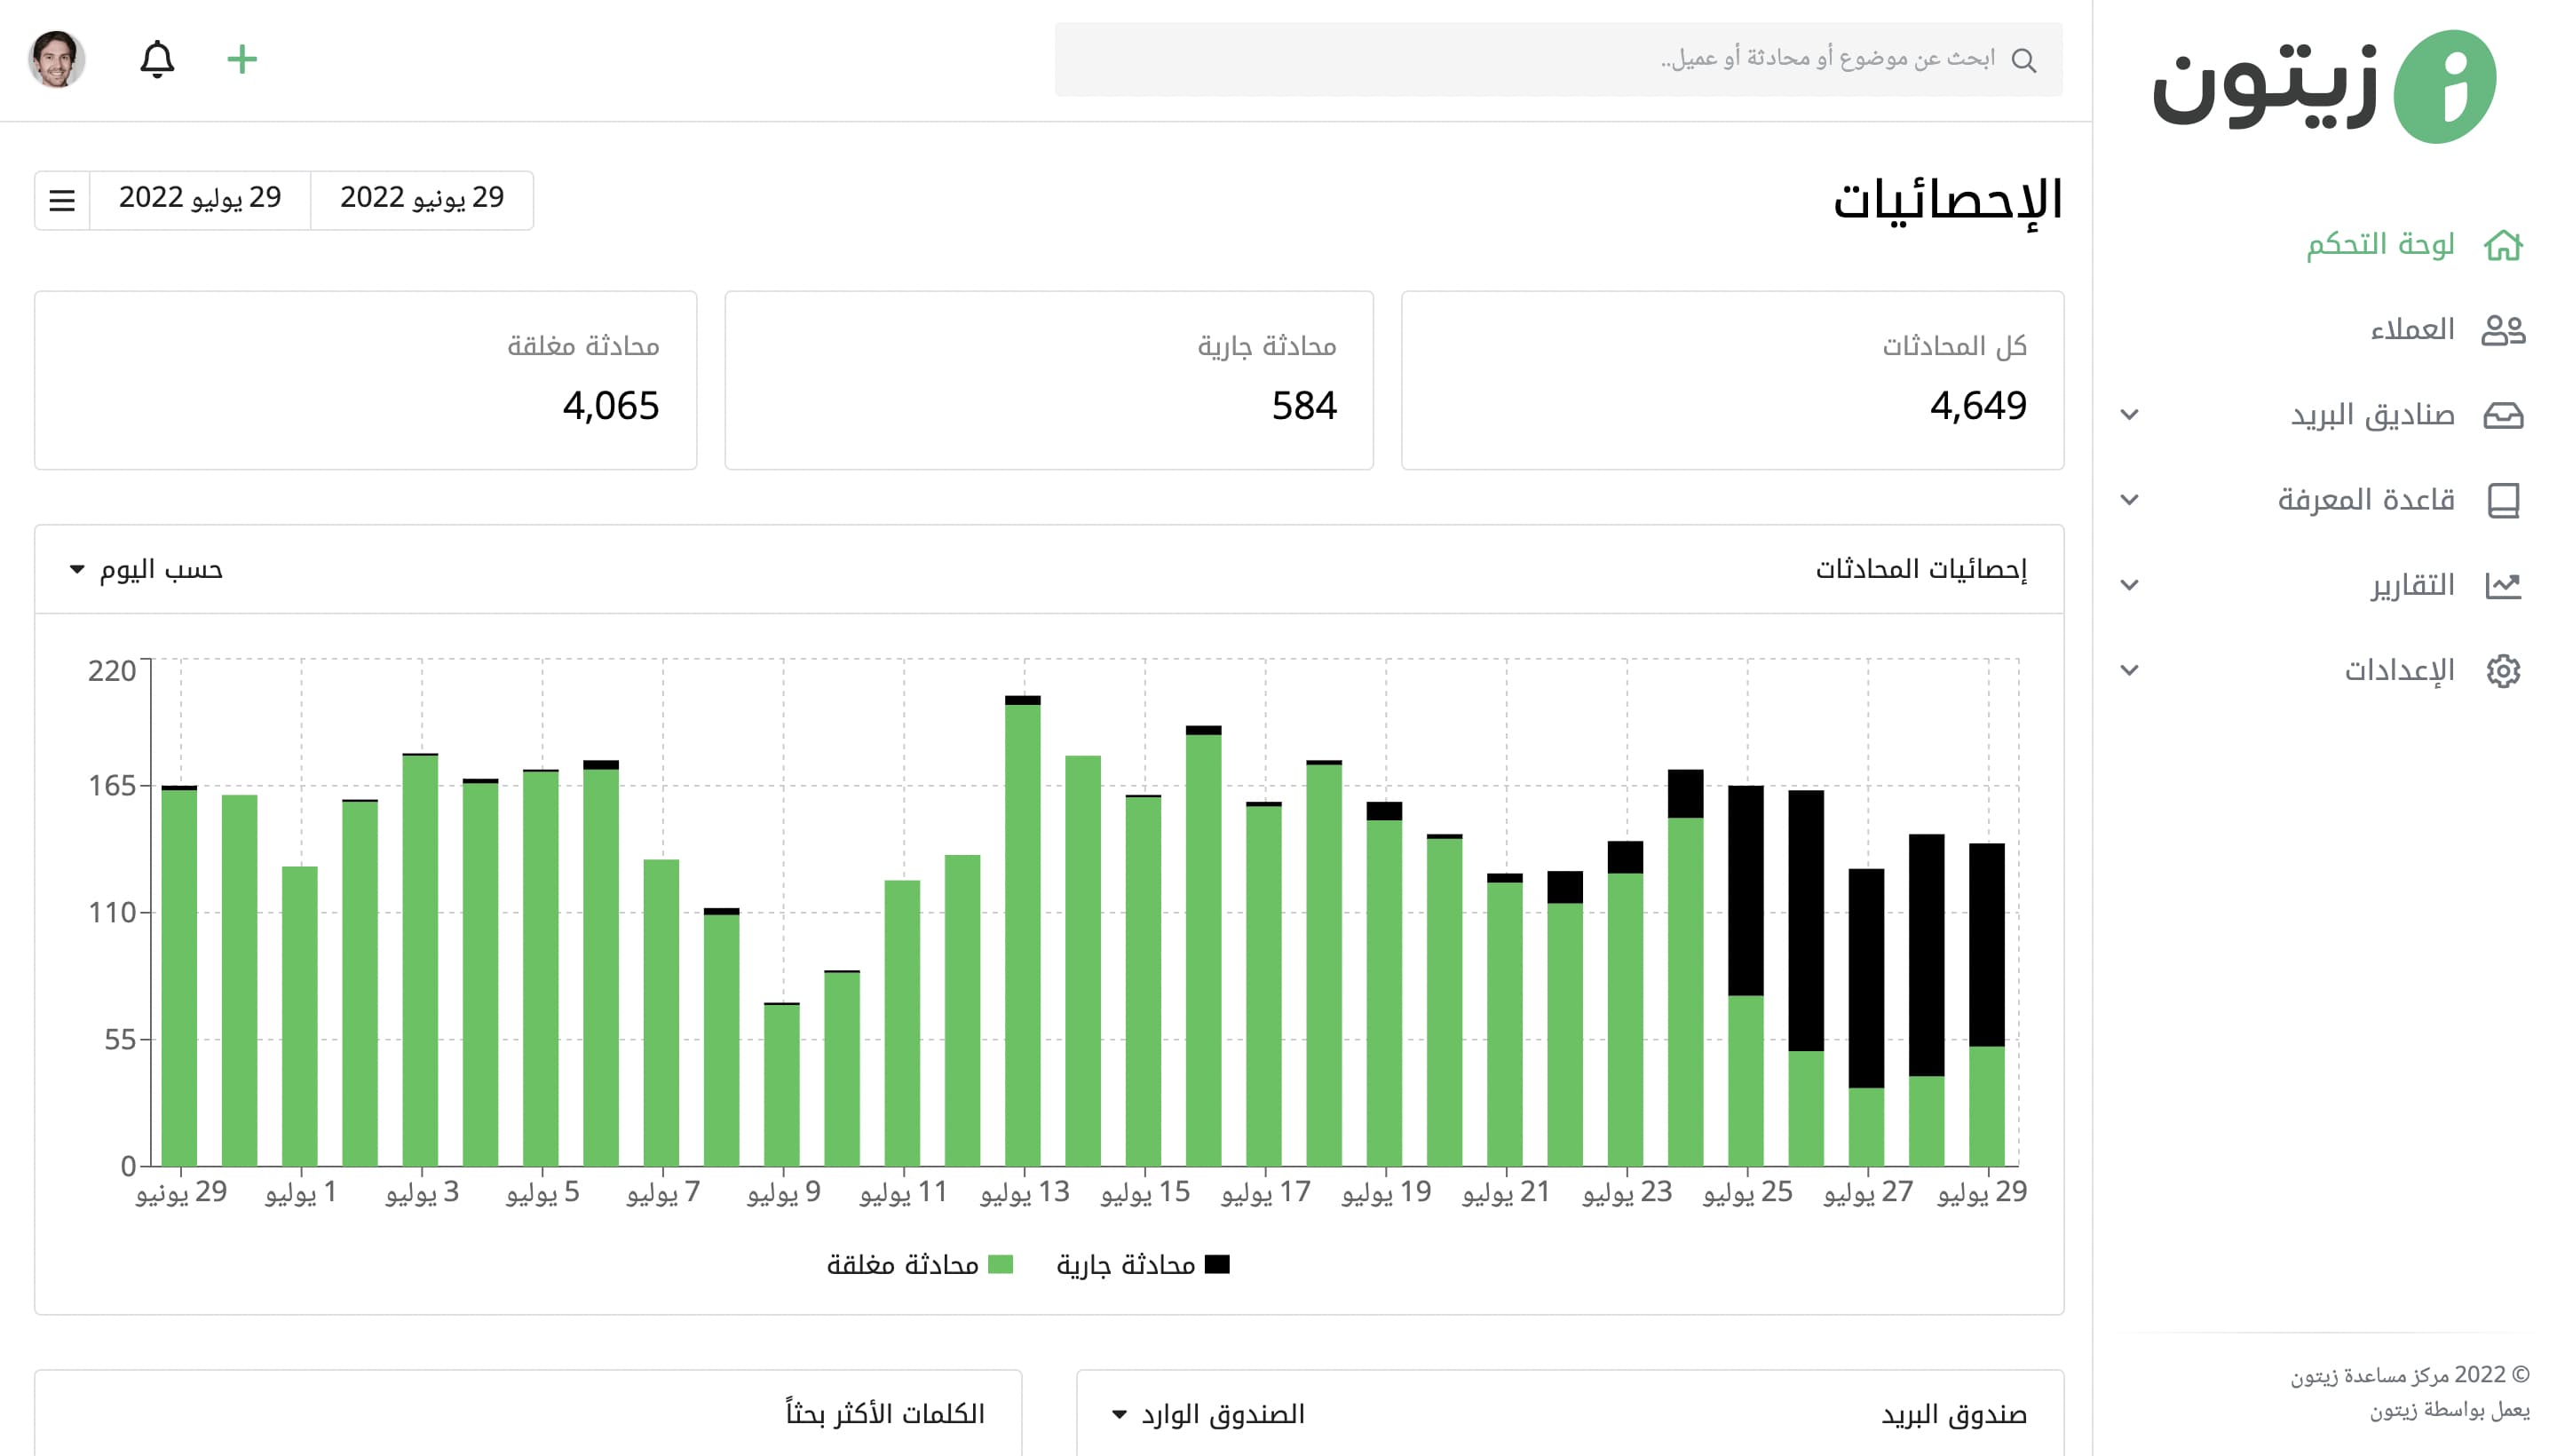 زيتون
لوحة التحكم
العملاء
صناديق البريد
قاعدة المعرفة
التقارير
الإعدادات
© 2022 مركز مساعدة زيتون
يعمل بواسطة زيتون
ابحث عن موضوع أو محادثة أو عميل..
الإحصائيات
29 يونيو 2022
29 يوليو 2022
كل المحادثات
4,649
محادثة جارية
584
محادثة مغلقة
4,065
إحصائيات المحادثات
حسب اليوم
220
165
110
55
0
29 يونيو
1 يوليو
3 يوليو
5 يوليو
7 يوليو
9 يوليو
11 يوليو
13 يوليو
15 يوليو
17 يوليو
19 يوليو
21 يوليو
23 يوليو
25 يوليو
27 يوليو
29 يوليو
محادثة جارية
محادثة مغلقة
صندوق البريد
الصندوق الوارد
الكلمات الأكثر بحثاً